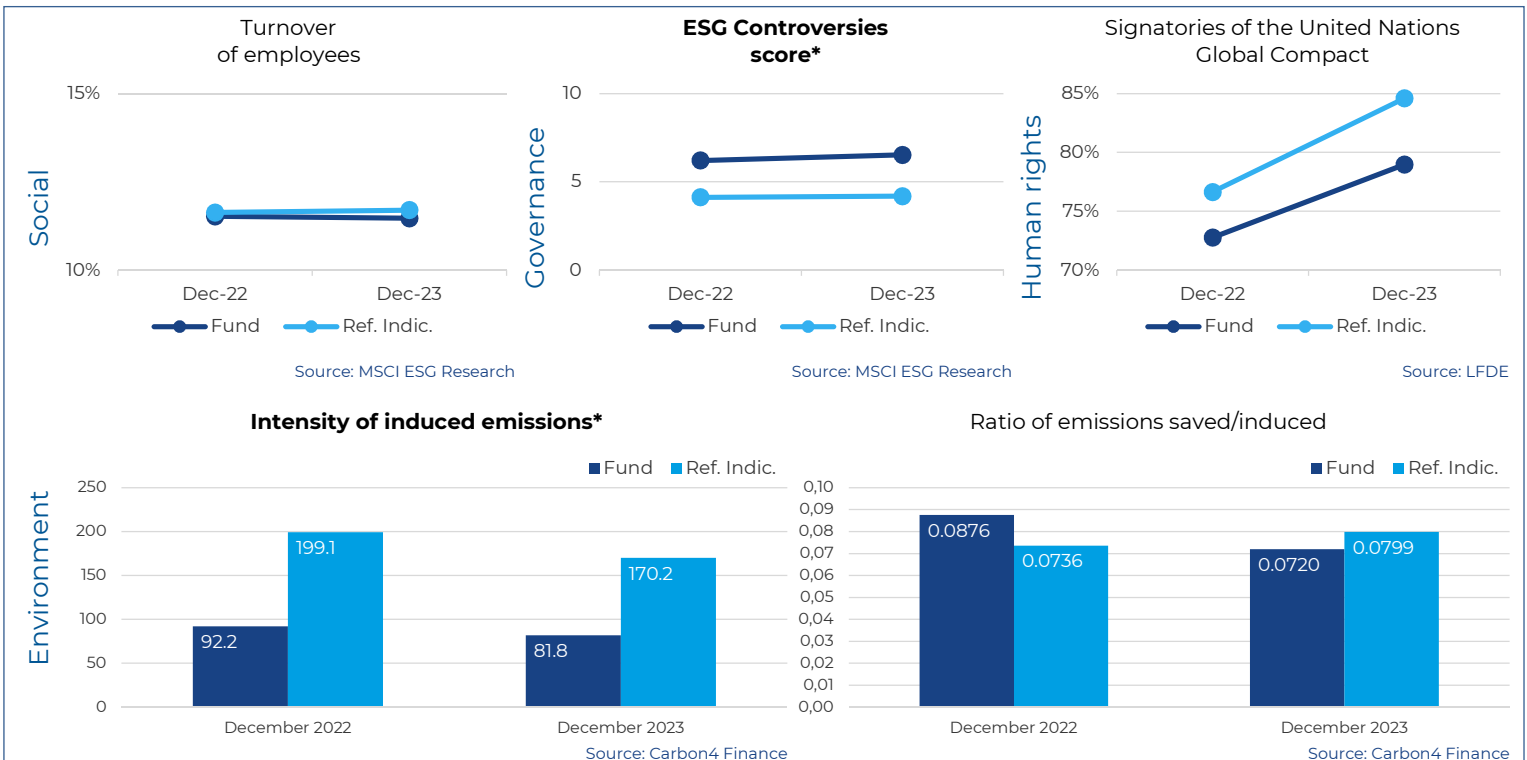 Turnover
of employees
Social
15%
10%
Dec-22
Dec-23
Fund
Ref. Indic.
Source: MSCI ESG Research
ESG Controversies
score*
Governance
10
5
0
Dec-22
Dec-23
Fund
Ref. Indic.
Source: MSCI ESG Research
Signatories of the United Nations
Global Compact
Human rights
85%
80%
75%
70%
Dec-22
Dec-23
Fund
Ref. Indic.
Source: LFDE
Environment
Intensity of induced emissions*
Fund
Ref. Indic.
250
200
150
100
50
0
92.2
199.1
81.8
170.2
December 2022
December 2023
Source: Carbon4 Finance
Ratio of emissions saved/induced
Fund
Ref. Indic.
0,10
0,09
0,08
0,07
0,06
0,05
0,04
0,03
0,02
0,01
0,00
0.0876
0.0736
0.0720
0.0799
December 2022
December 2023
Source: Carbon4 Finance